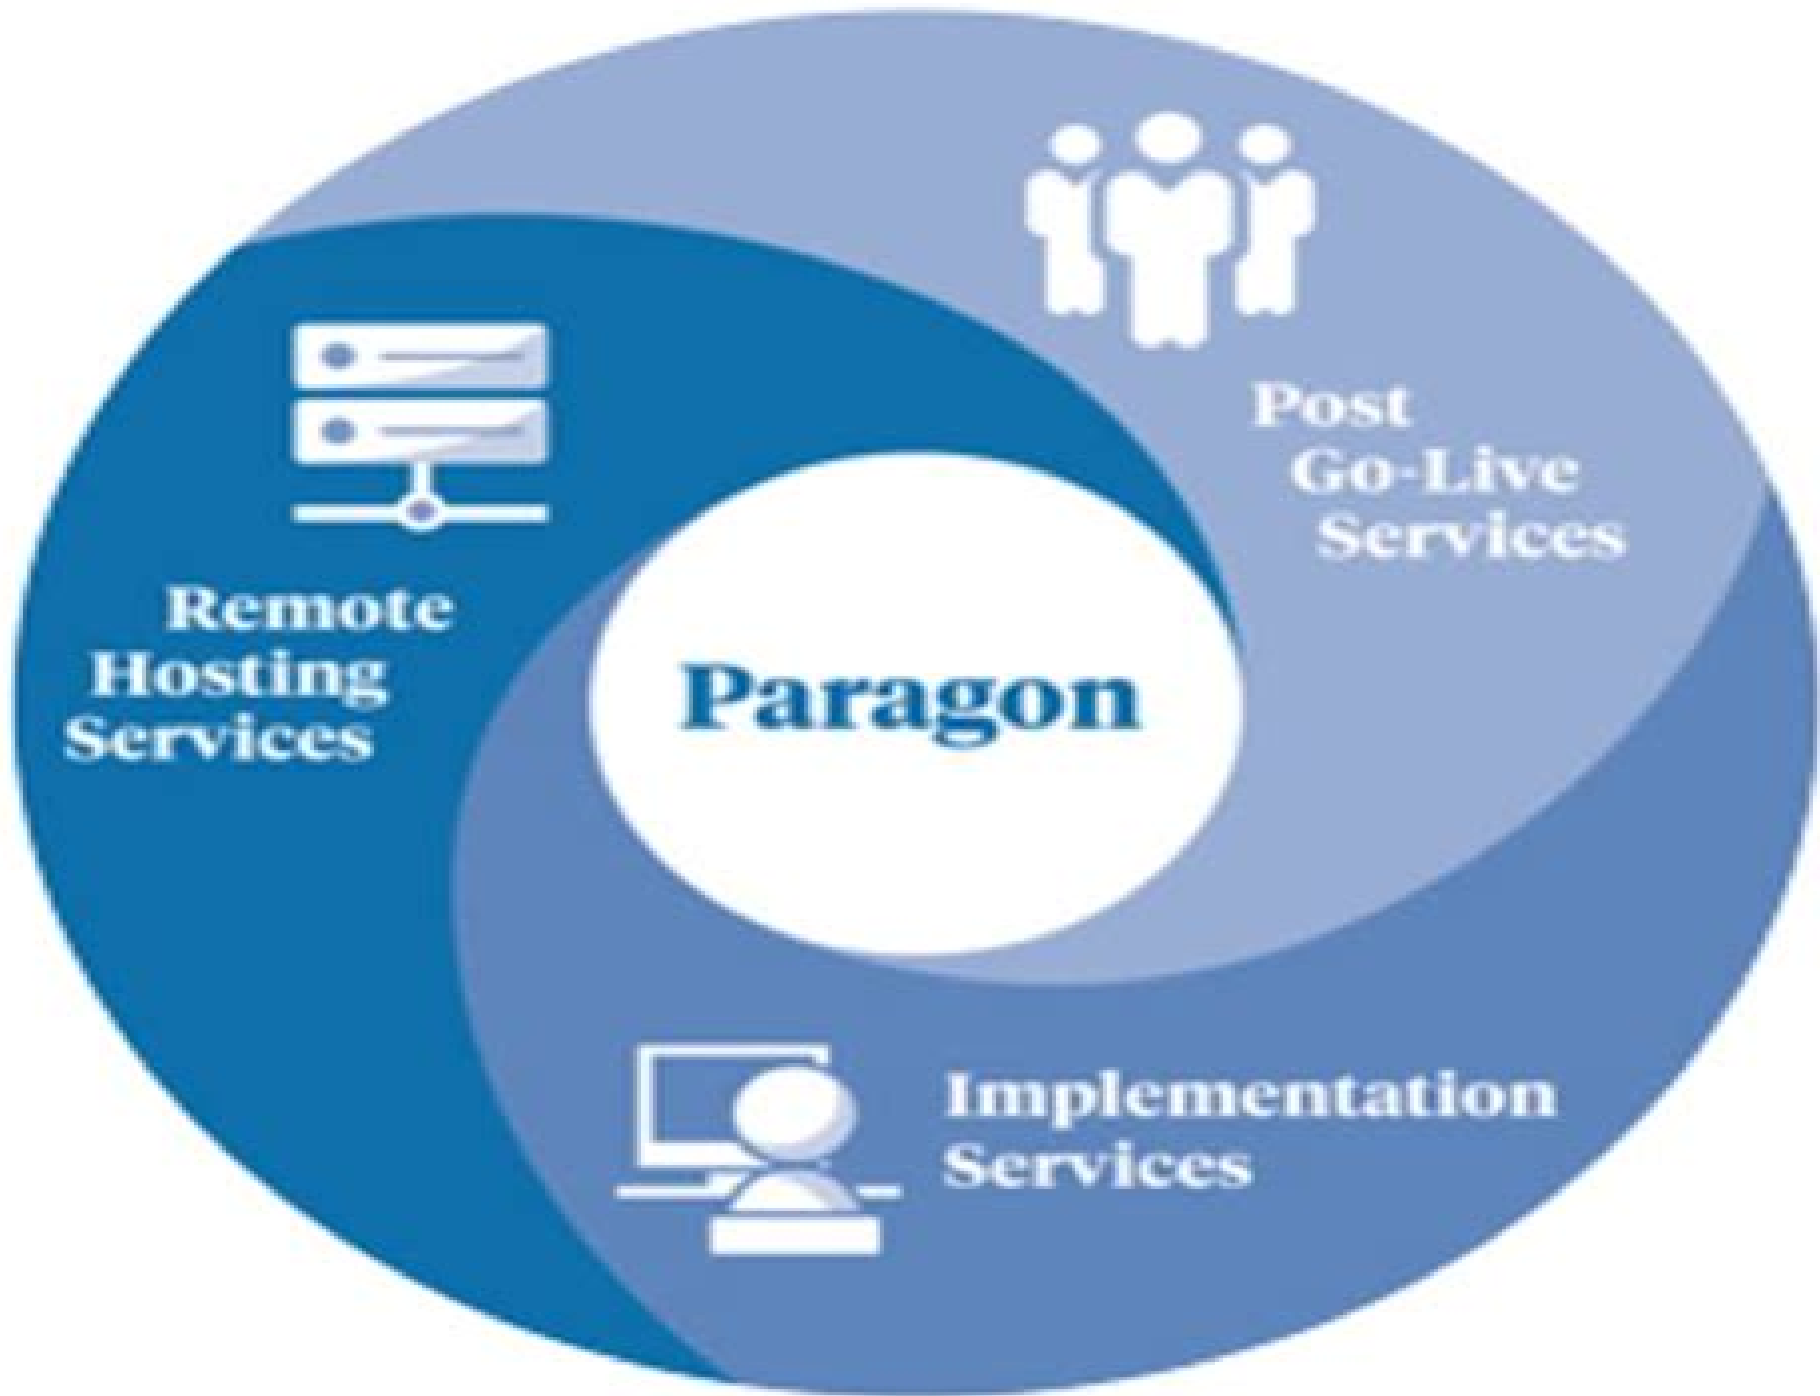 Post
Go-Live
Services
Remote
Hosting
Services
Paragon
Implementation
Services